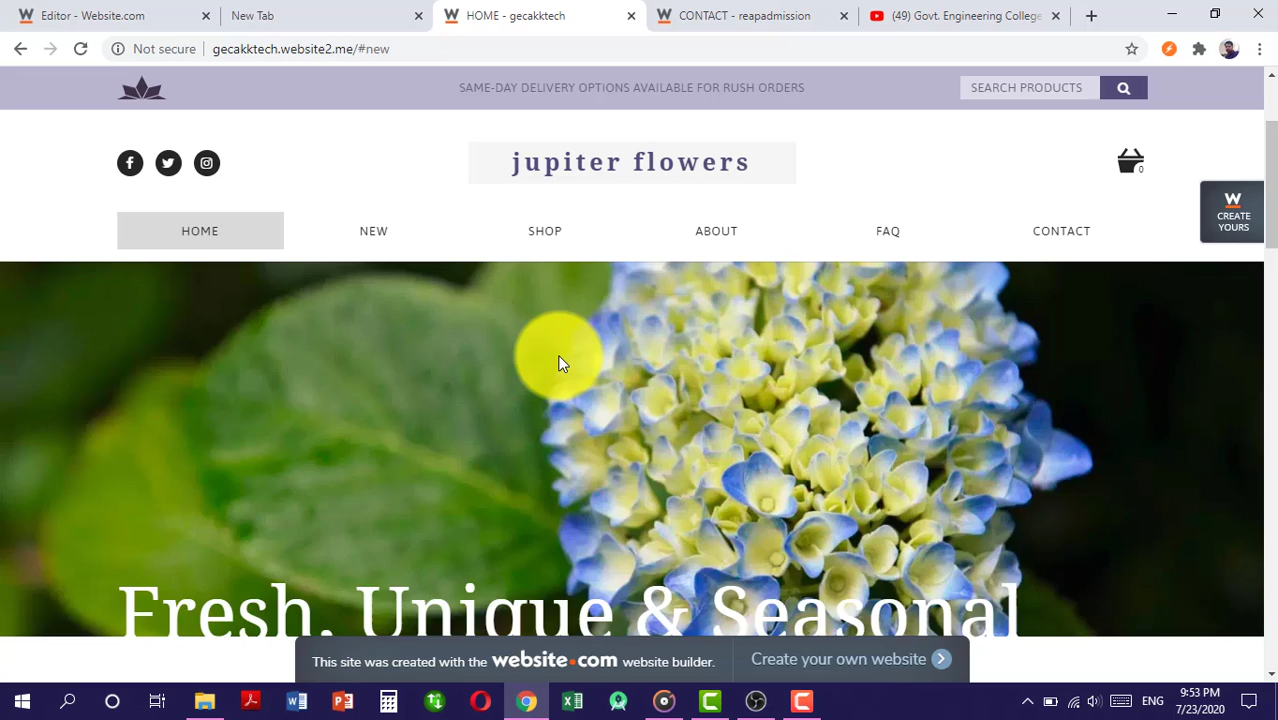 Editor - Website.com
New Tab
HOME - gecakktech
CONTACT - reapadmission
(49) Govt. Engineering College
Not secure
gecakktech.website2.me/#new
SAME-DAY DELIVERY OPTIONS AVAILABLE FOR RUSH ORDERS
SEARCH PRODUCTS
jupiter flowers
0
W
CREATE
YOURS
HOME
NEW
SHOP
ABOUT
FAQ
CONTACT
Fresh, Unique & Seasonal
This site was created with the website.com website builder.
Create your own website
ENG
9:53 PM
7/23/2020